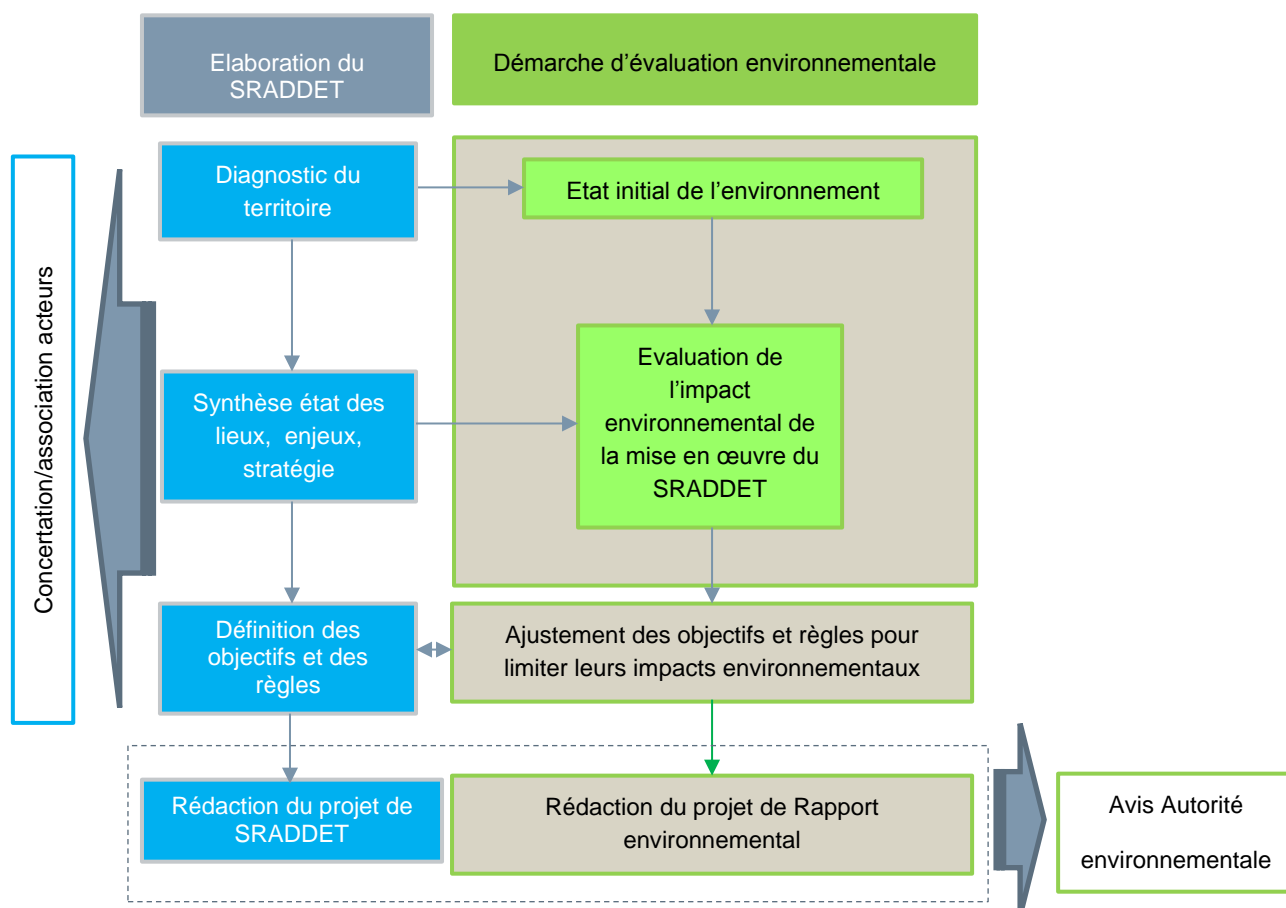 Elaboration du
SRADDET
Démarche d’évaluation environnementale
Concertation/association acteurs
Diagnostic du
territoire
Etat initial de l’environnement
Synthèse état des
lieux, enjeux,
stratégie
Evaluation de
l’impact
environnemental de
la mise en œuvre du
SRADDET
Définition des
objectifs et des
règles
Ajustement des objectifs et règles pour
limiter leurs impacts environnementaux
Rédaction du projet de
SRADDET
Rédaction du projet de Rapport
environnemental
Avis Autorité
environnementale